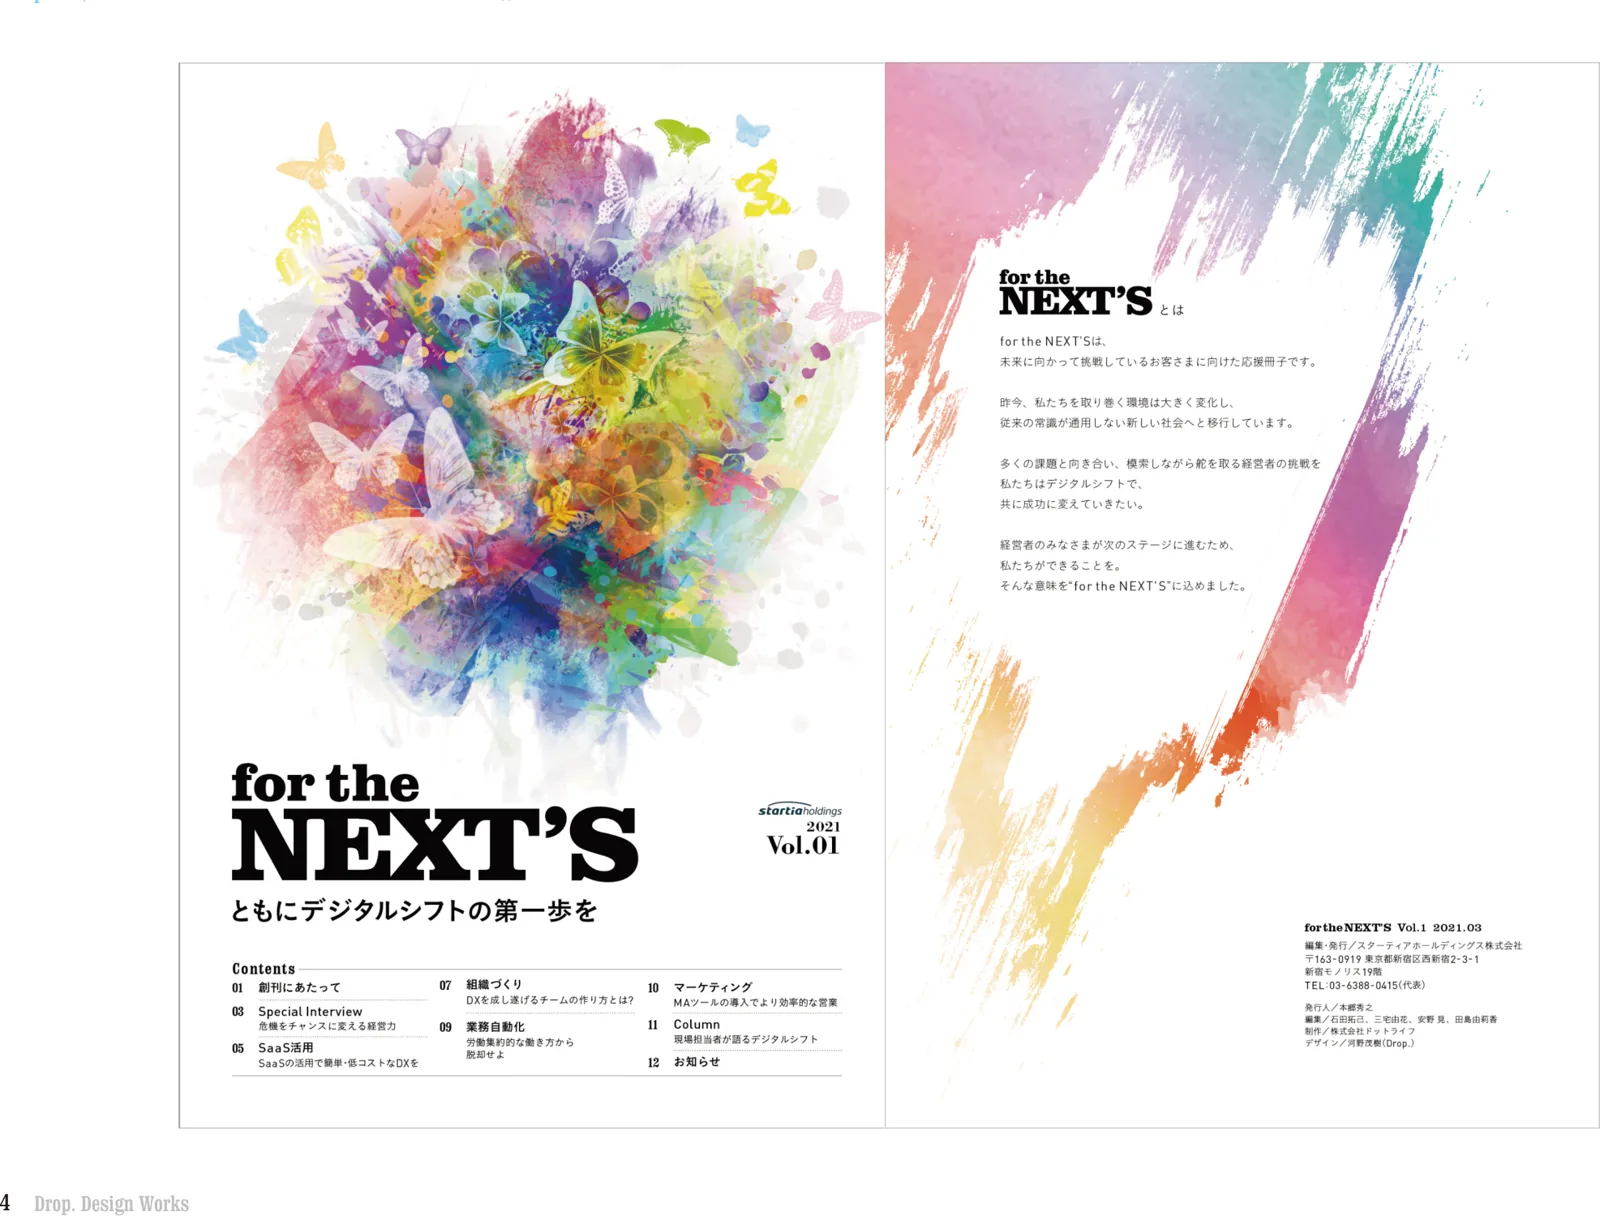 for the
NEXT'S
ともにデジタルシフトの第一歩を
startiaholdings
2021
Vol.01
Contents
01 創刊にあたって
03 Special Interview
危機をチャンスに変える経営力
05 SaaS活用
SaaSの活用で簡単・低コストなDXを
07 組織づくり
DXを成し遂げるチームの作り方とは?
09 業務自動化
労働集約的な働き方から
脱却せよ
10 マーケティング
MAツールの導入でより効率的な営業
11 Column
現場担当者が語るデジタルシフト
12 お知らせ
for the
NEXT'S とは
for the NEXT'Sは、
未来に向かって挑戦しているお客さまに向けた応援冊子です。
昨今、私たちを取り巻く環境は大きく変化し、
従来の常識が通用しない新しい社会へと移行しています。
多くの課題と向き合い、模索しながら舵を取る経営者の挑戦を
私たちはデジタルシフトで、
共に成功に変えていきたい。
経営者のみなさまが次のステージに進むため、
私たちができることを。
そんな意味を“for the NEXT'S”に込めました。
for the NEXT'S Vol.1 2021.03
編集・発行／スターティアホールディングス株式会社
〒163-0919 東京都新宿区西新宿2-3-1
新宿モノリス19階
TEL:03-6388-0415(代表)
発行人／本郷秀之
編集／石田拓己、三宅由花、安野 見、田島由莉香
制作／株式会社ドットライフ
デザイン／河野茂樹(Drop.)
4 Drop. Design Works